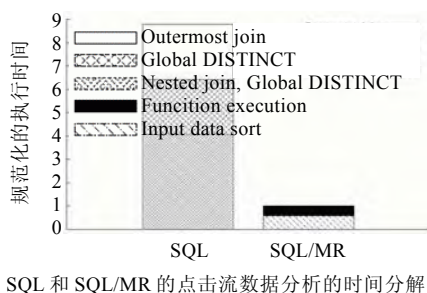 规范化的执行时间
9
8
7
6
5
4
3
2
1
0
Outermost join
Global DISTINCT
Nested join, Global DISTINCT
Funcition execution
Input data sort
SQL
SQL/MR
SQL 和 SQL/MR 的点击流数据分析的时间分解